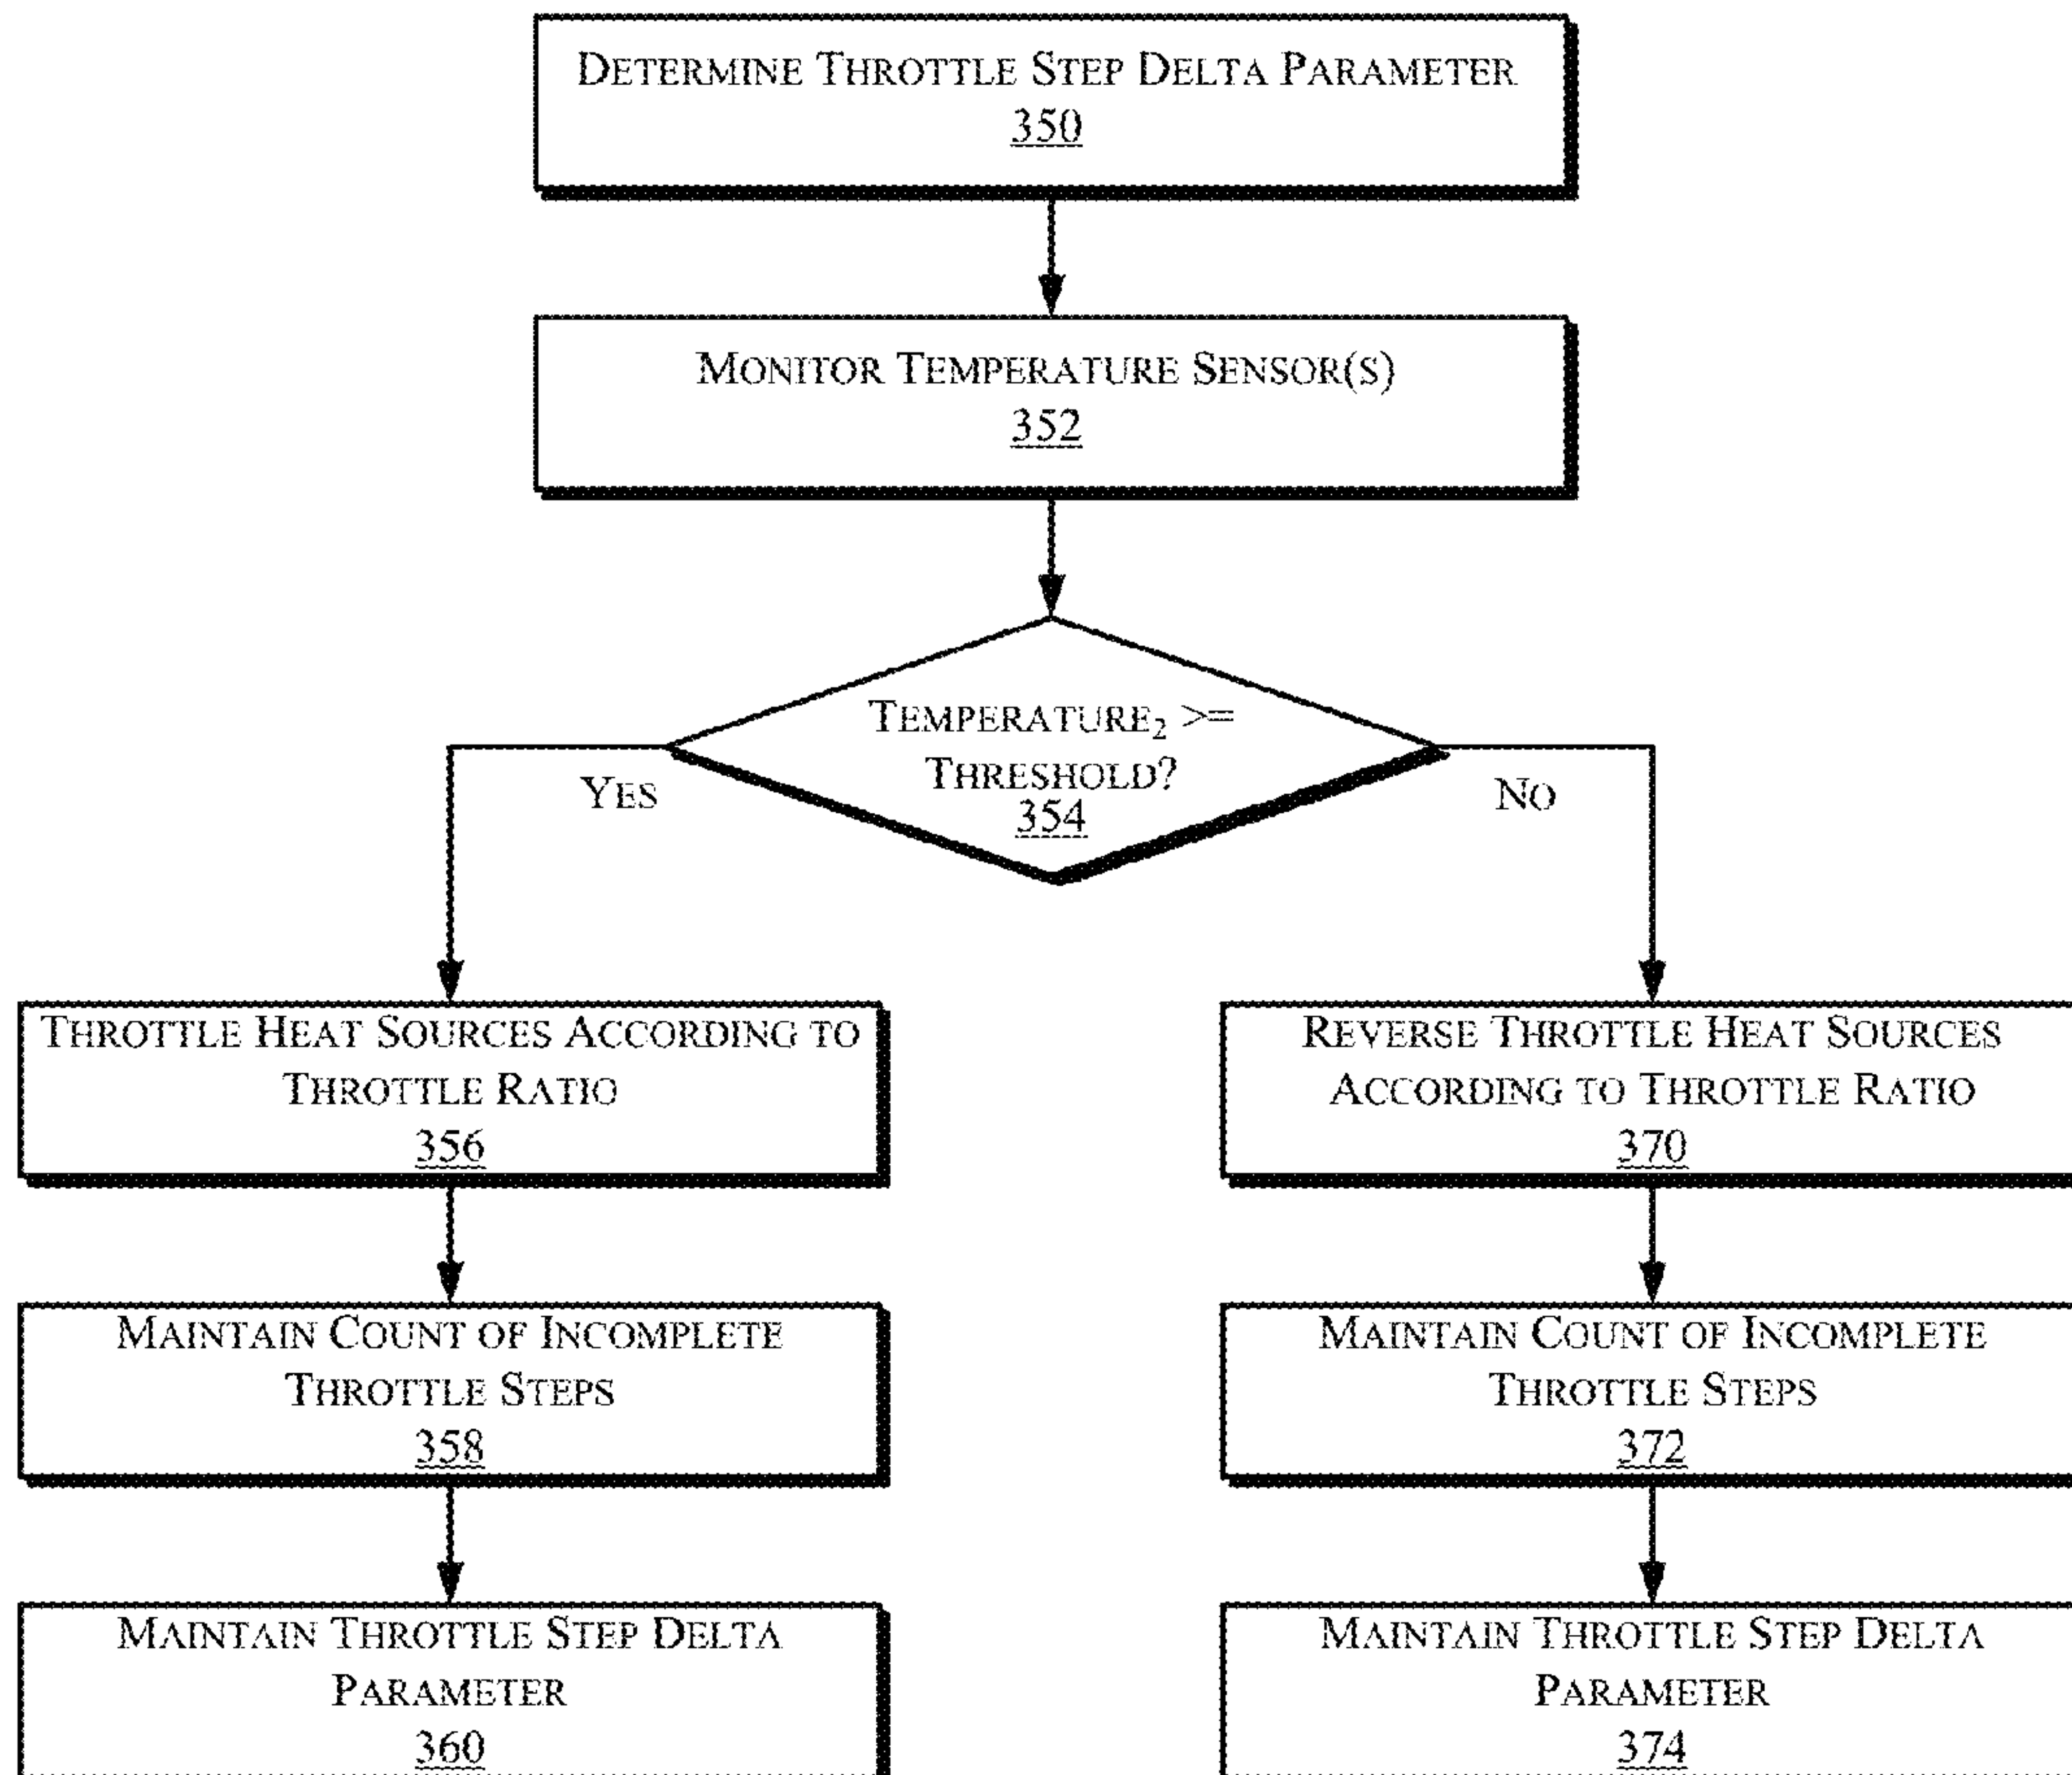 DETERMINE THROTTLE STEP DELTA PARAMETER
350
MONITOR TEMPERATURE SENSOR(S)
352
TEMPERATURE₂ >=
THRESHOLD?
354
YES
NO
THROTTLE HEAT SOURCES ACCORDING TO
THROTTLE RATIO
356
REVERSE THROTTLE HEAT SOURCES
ACCORDING TO THROTTLE RATIO
370
MAINTAIN COUNT OF INCOMPLETE
THROTTLE STEPS
358
MAINTAIN COUNT OF INCOMPLETE
THROTTLE STEPS
372
MAINTAIN THROTTLE STEP DELTA
PARAMETER
360
MAINTAIN THROTTLE STEP DELTA
PARAMETER
374